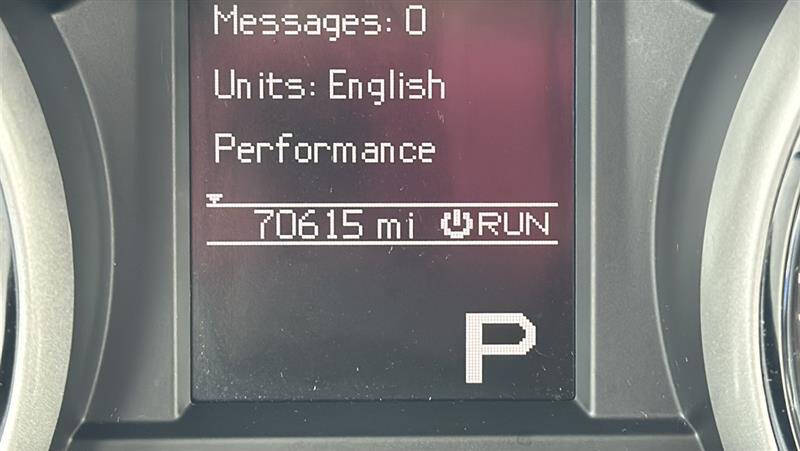 Messages: 0
Units: English
Performance
70615 mi RUN
P